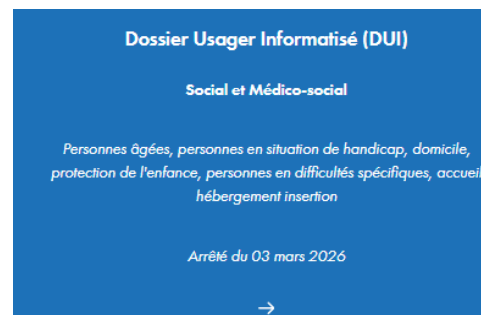 Dossier Usager Informatisé (DUI)
Social et Médico-social
Personnes âgées, personnes en situation de handicap, domicile,
protection de l'enfance, personnes en difficultés spécifiques, accueil
hébergement insertion
Arrêté du 03 mars 2026
→